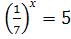 (1/7)^x = 5